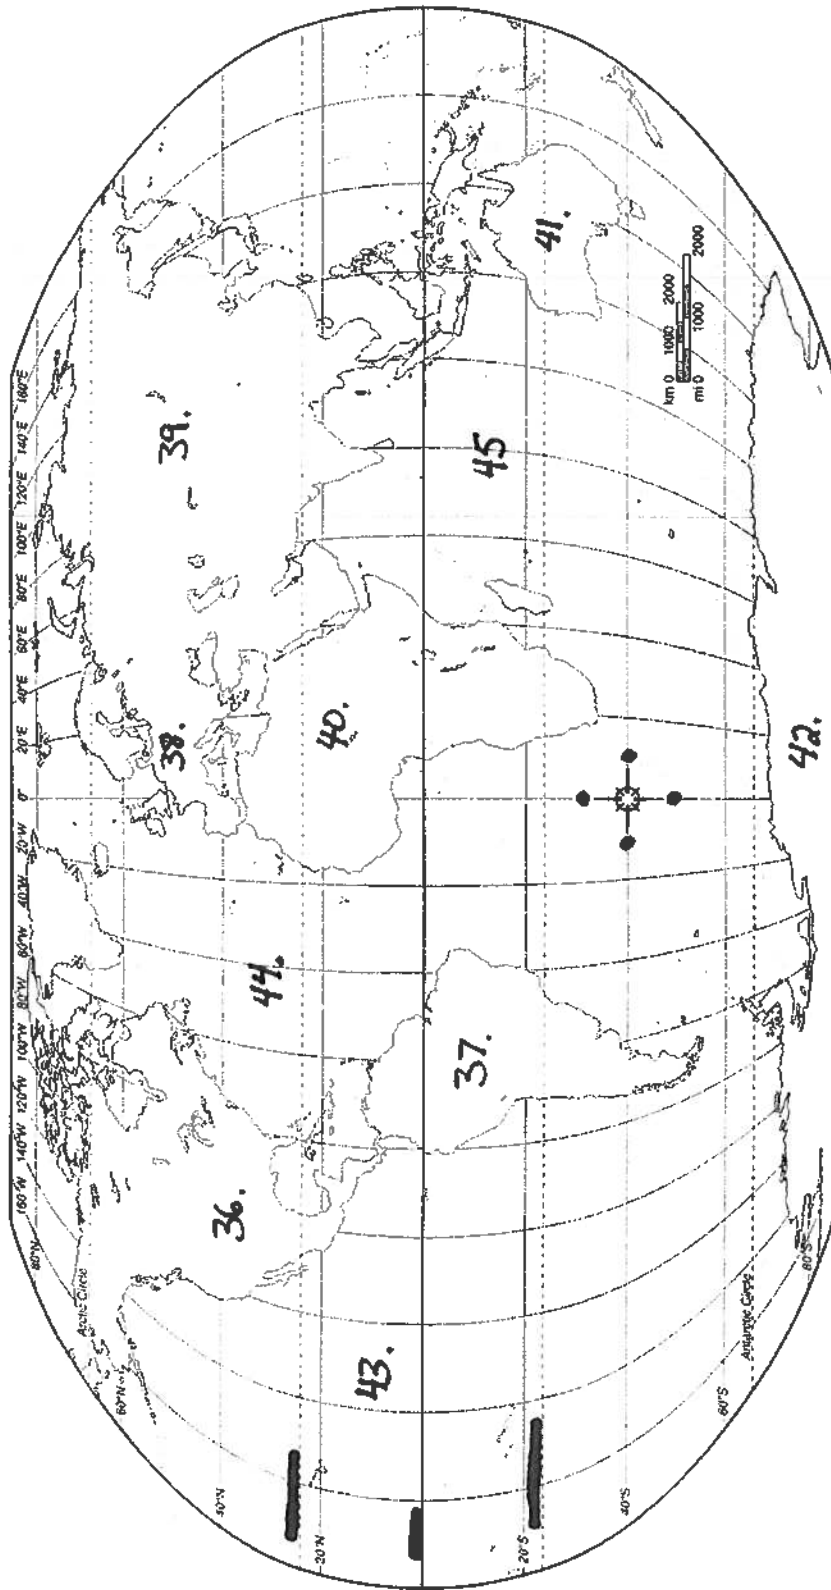 160°W 140°W 120°W 100°W 80°W 60°W 40°W 20°W 0° 20°E 40°E 60°E 80°E 100°E 120°E 140°E 160°E
80°N
Arctic Circle
60°N
38.
39.
40°N
36.
44.
20°N
40.
43.
37.
45
20°S
41.
40°S
km 0 1000 2000
mi 0 1000 2000
60°S
Antarctic Circle
42.
80°S